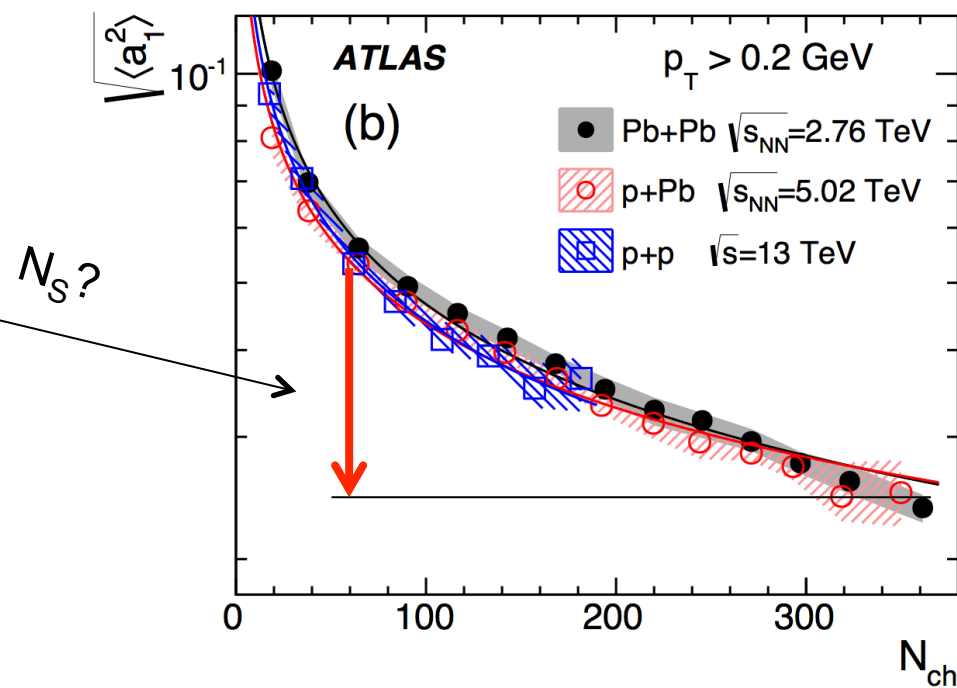 √⟨a₁²⟩
10⁻¹
ATLAS
p_T > 0.2 GeV
(b)
Pb+Pb √s_NN=2.76 TeV
p+Pb √s_NN=5.02 TeV
p+p √s=13 TeV
N_S?
0 100 200 300
N_ch